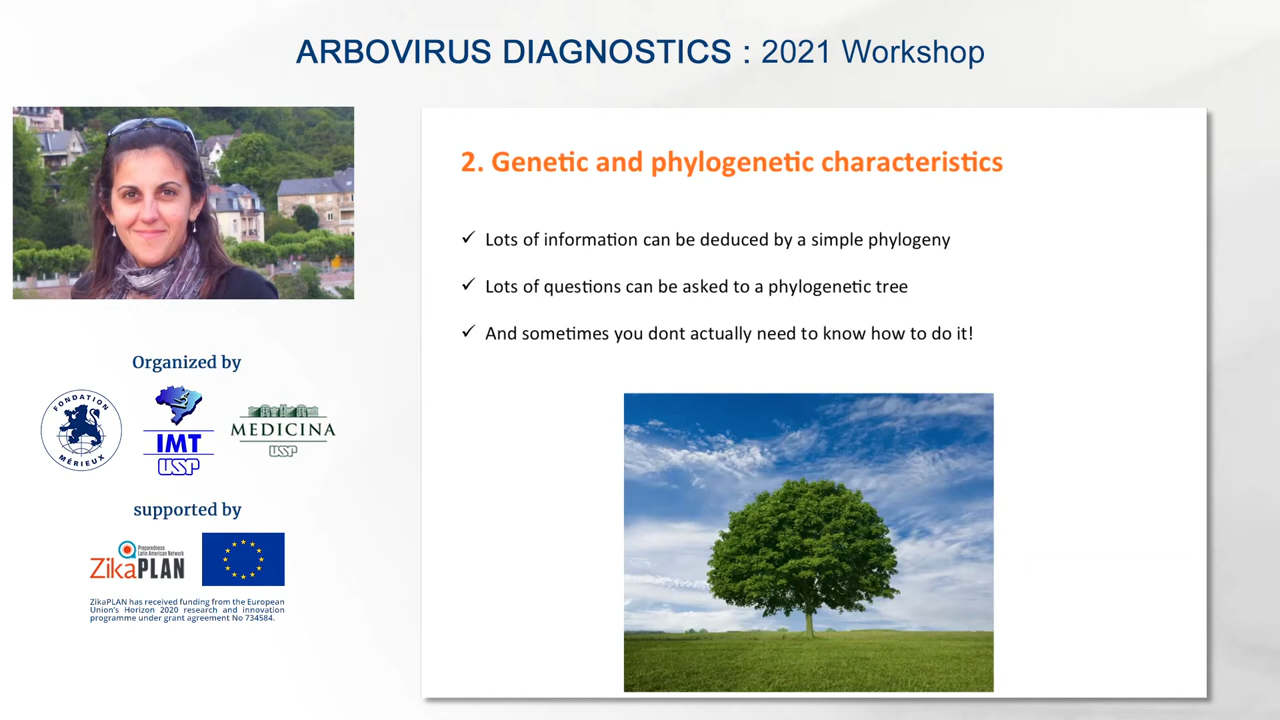 ARBOVIRUS DIAGNOSTICS : 2021 Workshop
Organized by
FONDATION MÉRIEUX
IMT
USP
MEDICINA
USP
supported by
ZikaPLAN
Preparedness
Latin American Network
ZikaPLAN has received funding from the European
Union's Horizon 2020 research and innovation
programme under grant agreement No 734584.
2. Genetic and phylogenetic characteristics
✓ Lots of information can be deduced by a simple phylogeny
✓ Lots of questions can be asked to a phylogenetic tree
✓ And sometimes you dont actually need to know how to do it!